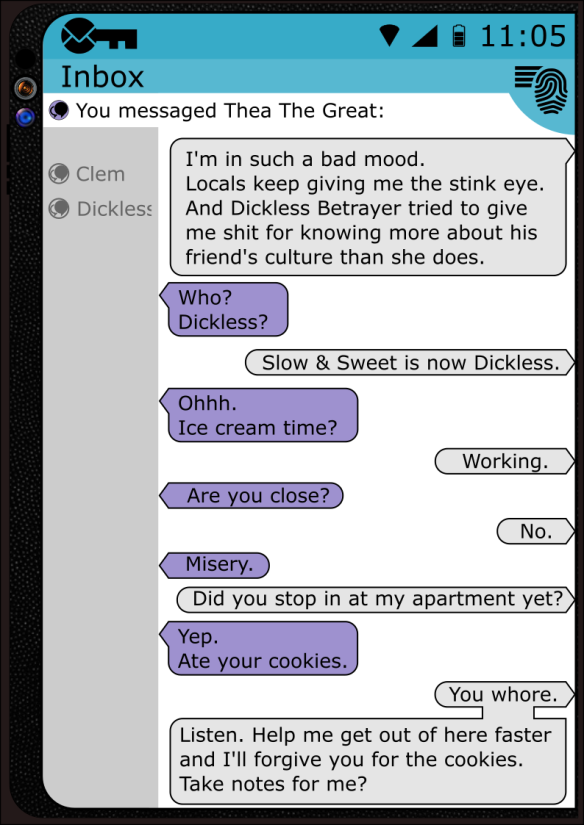 11:05
Inbox
You messaged Thea The Great:
Clem
Dickless
I'm in such a bad mood.
Locals keep giving me the stink eye.
And Dickless Betrayer tried to give
me shit for knowing more about his
friend's culture than she does.
Who?
Dickless?
Slow & Sweet is now Dickless.
Ohhh.
Ice cream time?
Working.
Are you close?
No.
Misery.
Did you stop in at my apartment yet?
Yep.
Ate your cookies.
You whore.
Listen. Help me get out of here faster
and I'll forgive you for the cookies.
Take notes for me?